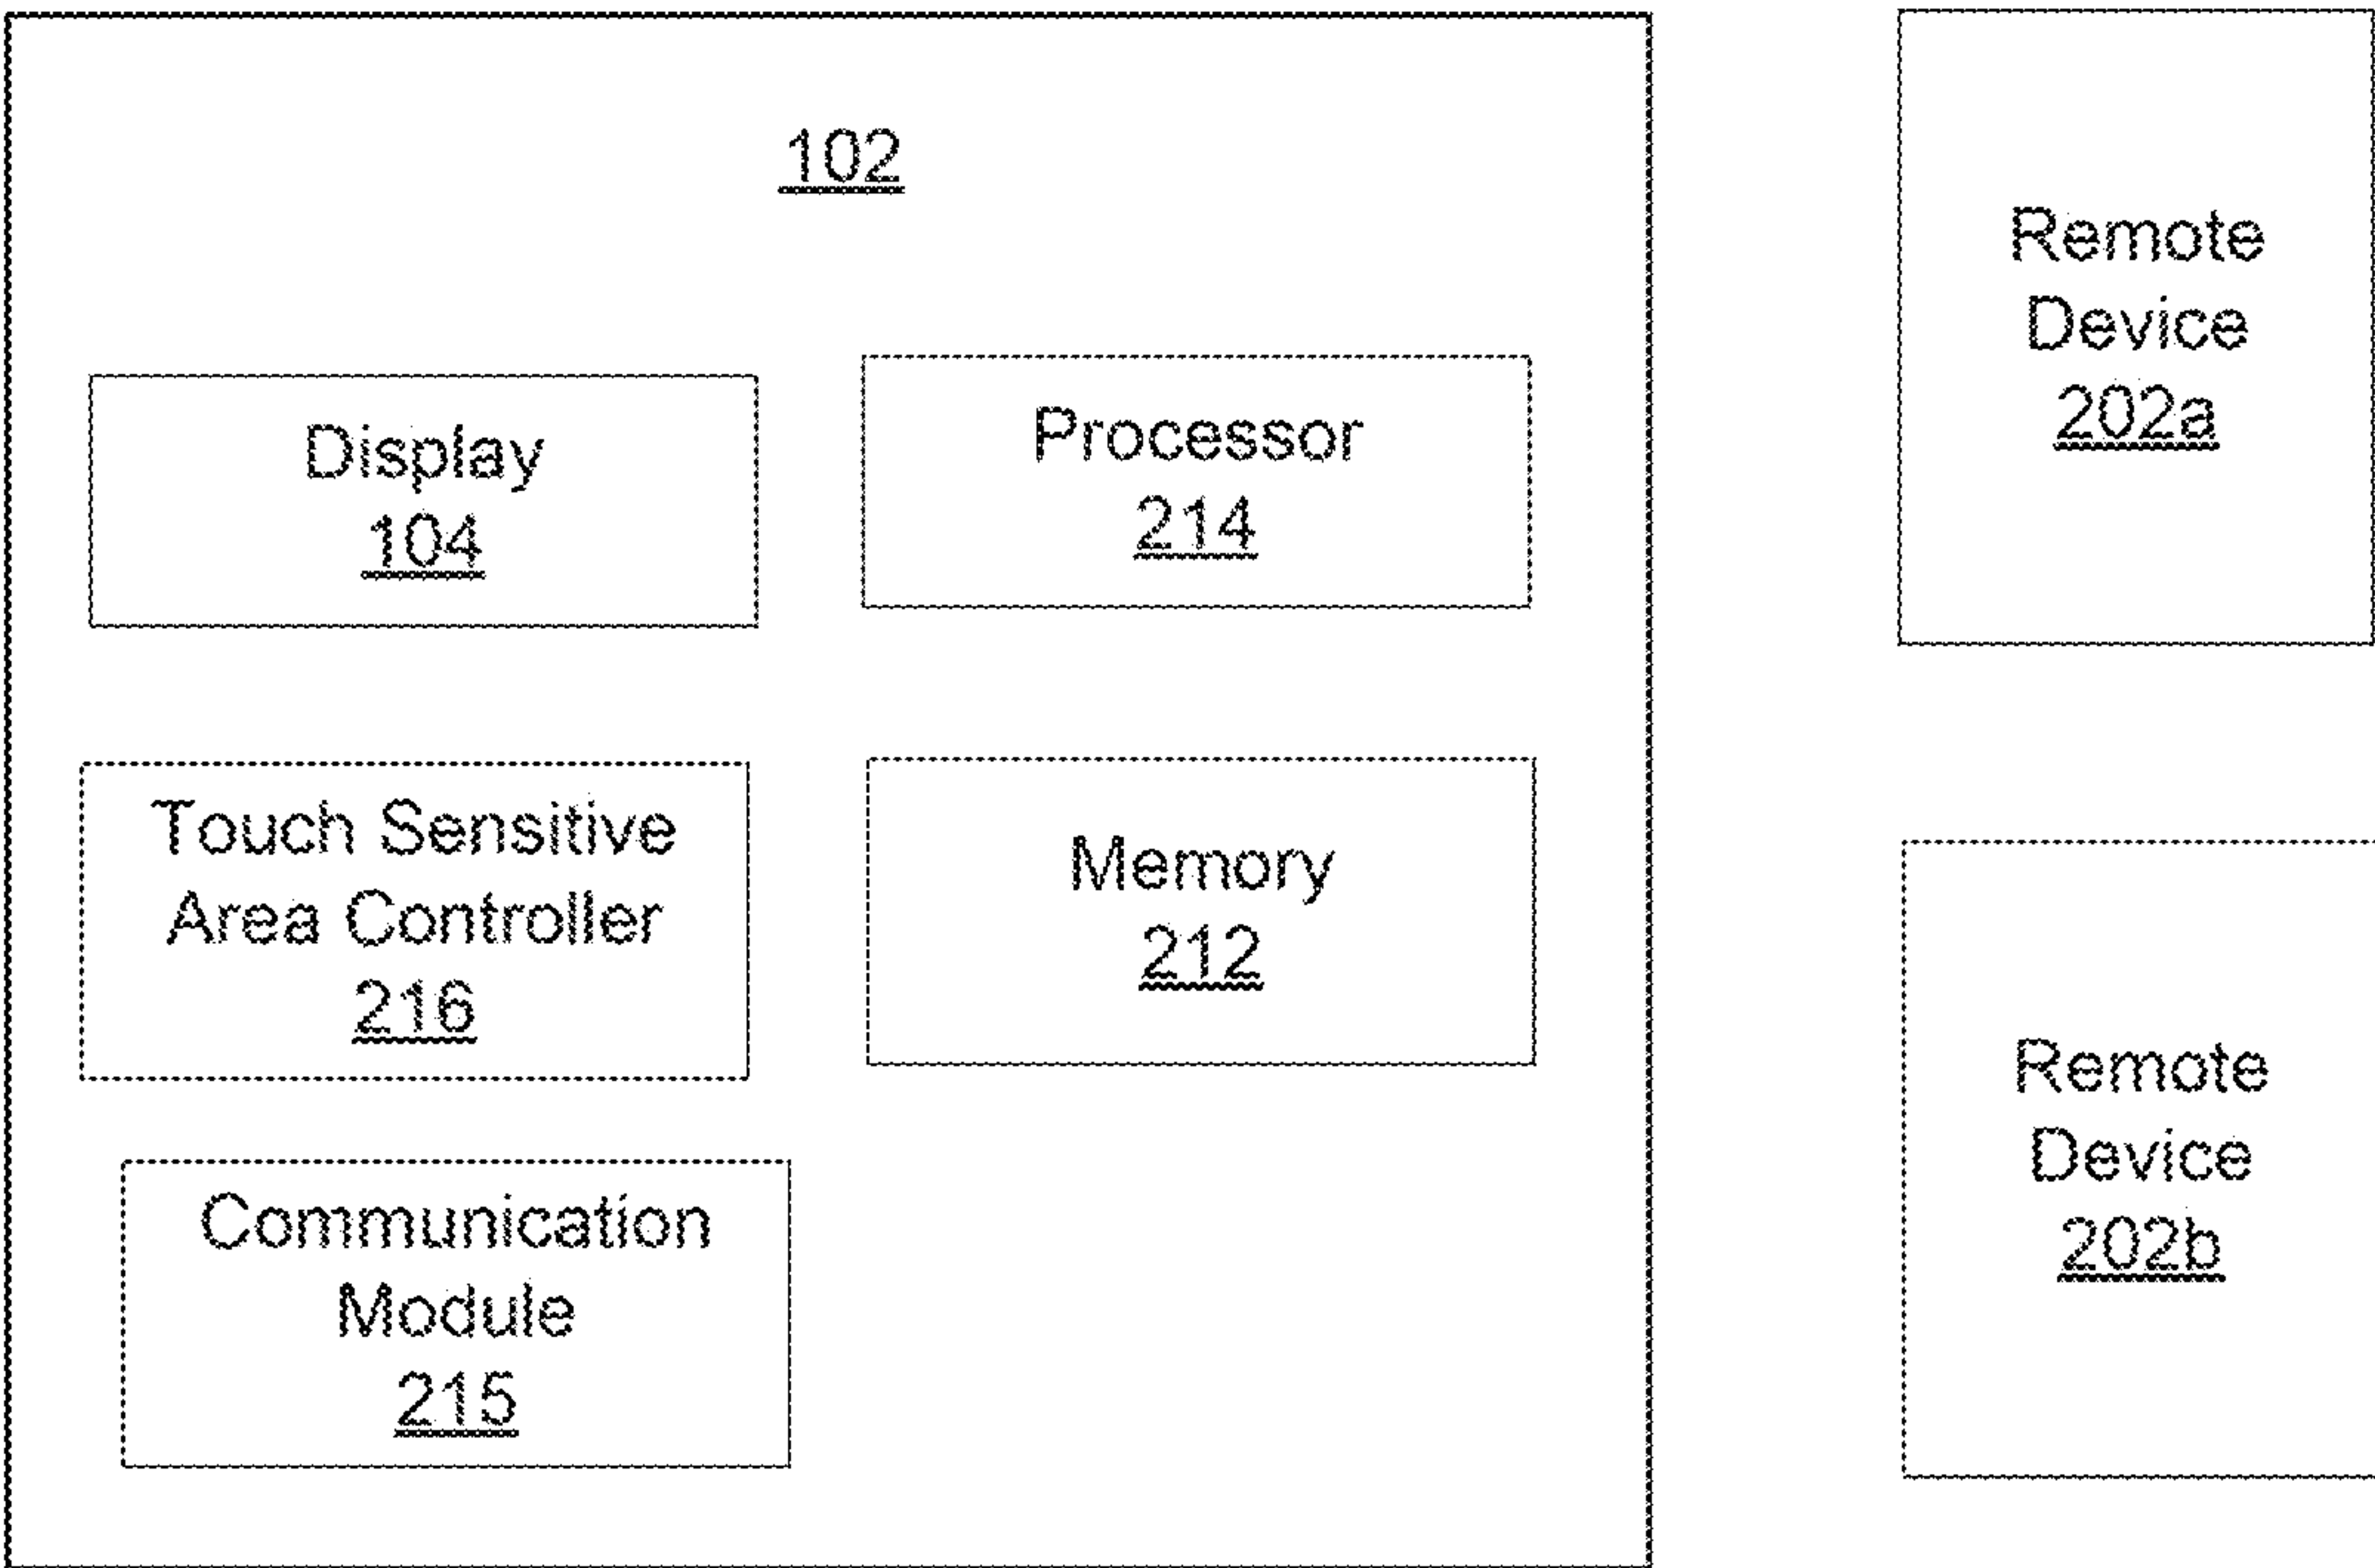 102
Display
104
Processor
214
Touch Sensitive
Area Controller
216
Memory
212
Communication
Module
215
Remote
Device
202a
Remote
Device
202b